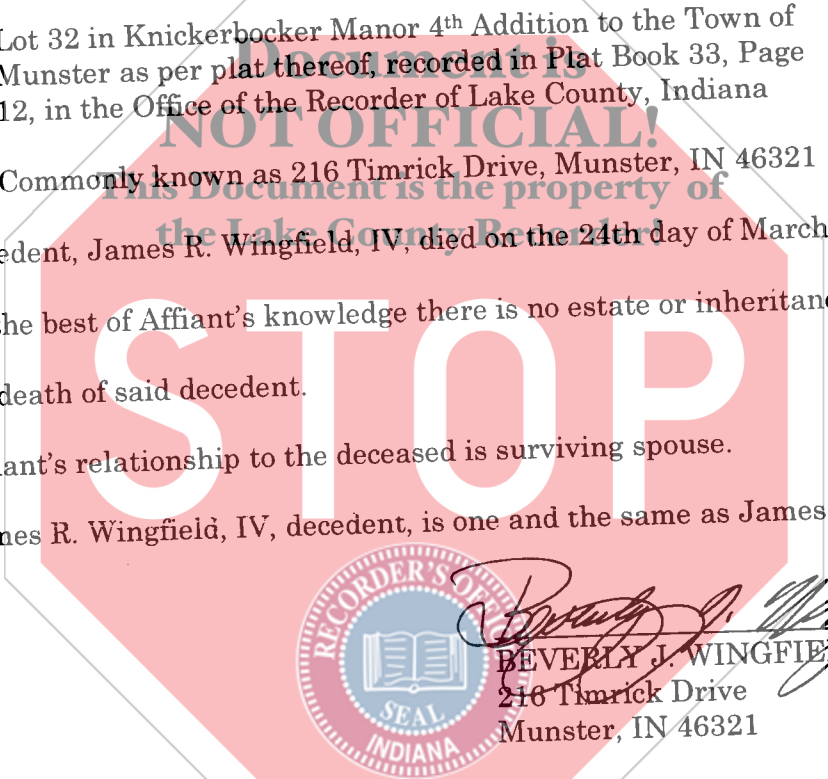 Lot 32 in Knickerbocker Manor 4th Addition to the Town of
Munster as per plat thereof, recorded in Plat Book 33, Page
12, in the Office of the Recorder of Lake County, Indiana
Document is
NOT OFFICIAL!
This Document is the property of
the Lake County Recorder!
Commonly known as 216 Timrick Drive, Munster, IN 46321
edent, James R. Wingfield, IV, died on the 24th day of March
the best of Affiant's knowledge there is no estate or inheritanc
death of said decedent.
iant's relationship to the deceased is surviving spouse.
mes R. Wingfield, IV, decedent, is one and the same as James
STOP
RECORDER'S OFFICE
SEAL
INDIANA
Beverly J.
BEVERLY J. WINGFIE
216 Timrick Drive
Munster, IN 46321